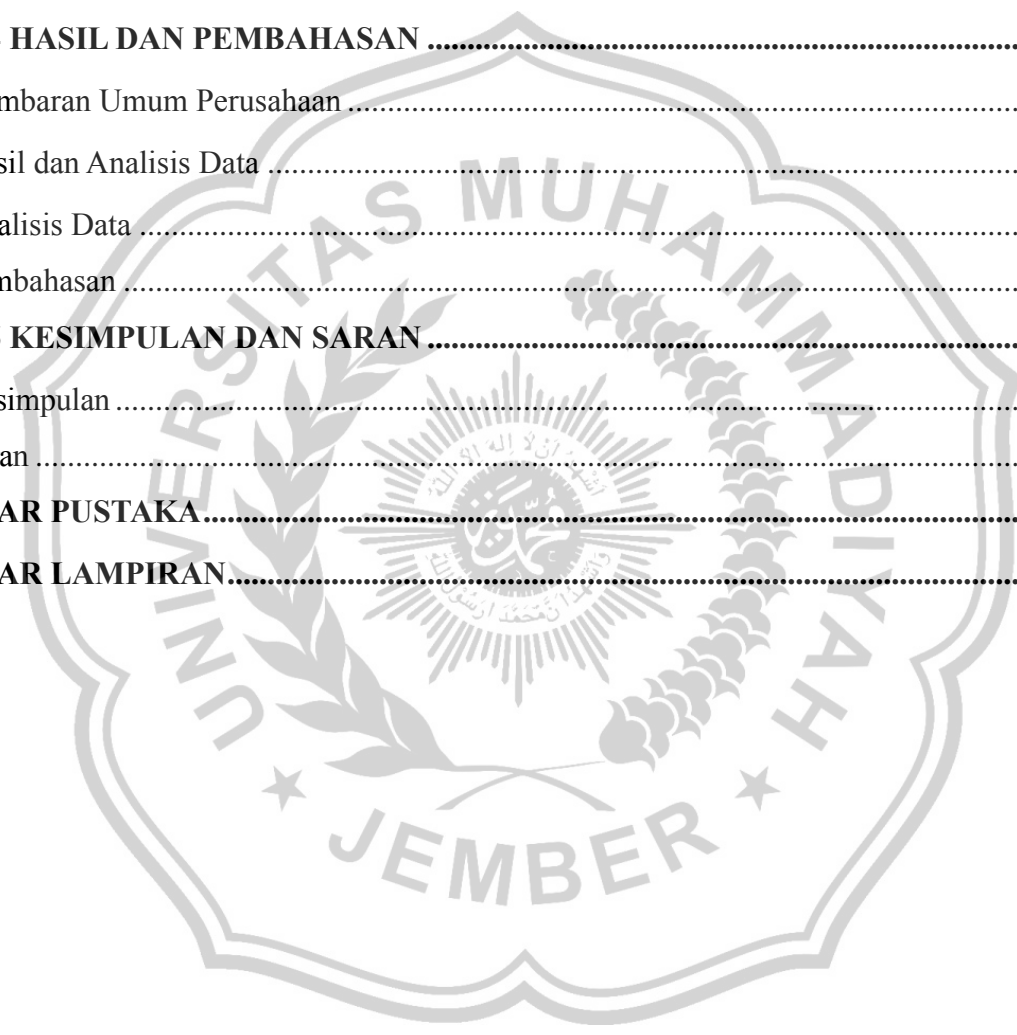 HASIL DAN PEMBAHASAN ........................................................................
mbaran Umum Perusahaan ........................................................................
sil dan Analisis Data ........................................................................
alisis Data ........................................................................
mbahasan ........................................................................
KESIMPULAN DAN SARAN ........................................................................
simpulan ........................................................................
an ........................................................................
AR PUSTAKA ........................................................................
AR LAMPIRAN ........................................................................
UNIVERSITAS MUHAMMADIYAH
JEMBER